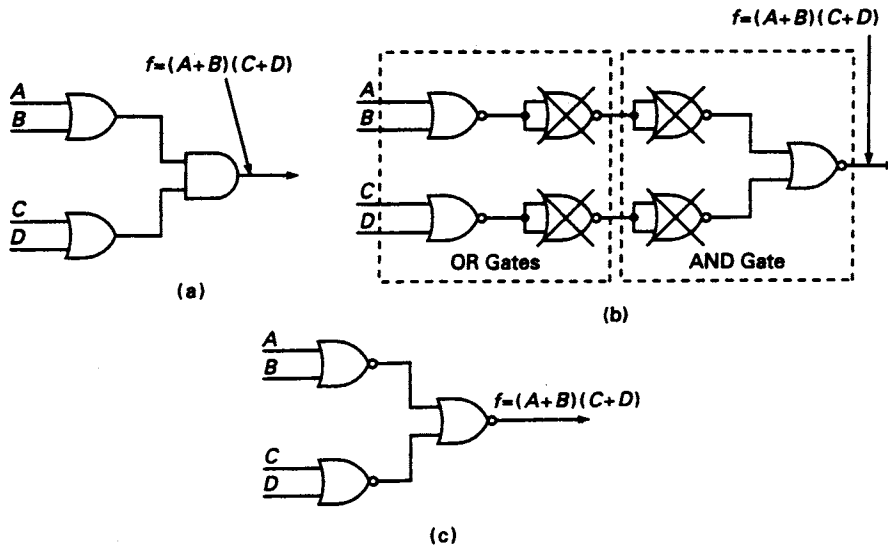 f=(A+B)(C+D)
A
B
C
D
(a)
f=(A+B)(C+D)
A
B
C
D
OR Gates
AND Gate
(b)
A
B
C
D
f=(A+B)(C+D)
(c)